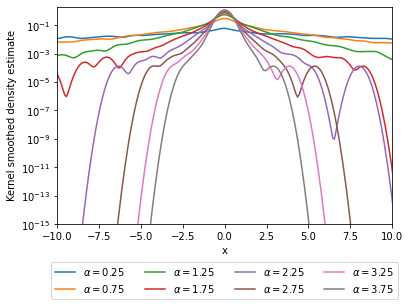 Kernel smoothed density estimate
10⁻¹
10⁻³
10⁻⁵
10⁻⁷
10⁻⁹
10⁻¹¹
10⁻¹³
10⁻¹⁵
−10.0 −7.5 −5.0 −2.5 0.0 2.5 5.0 7.5 10.0
x
α = 0.25 α = 1.25 α = 2.25 α = 3.25
α = 0.75 α = 1.75 α = 2.75 α = 3.75